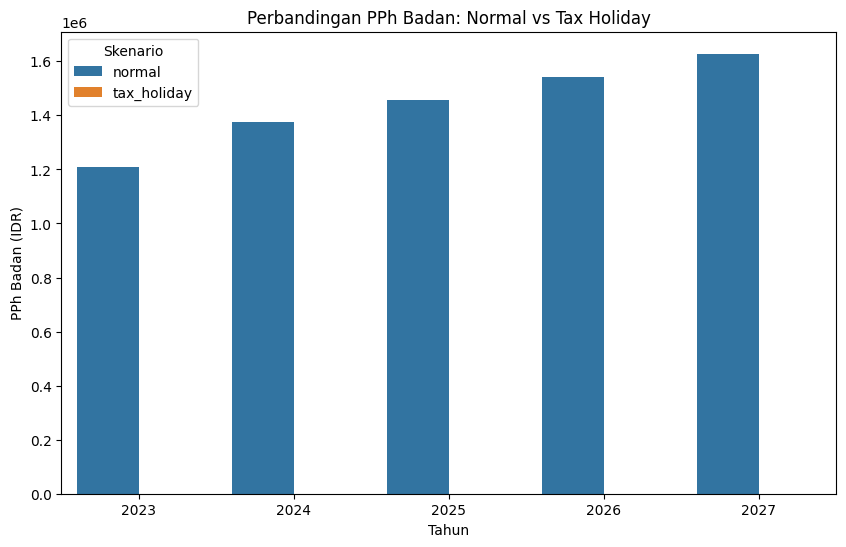 Perbandingan PPh Badan: Normal vs Tax Holiday
1e6
Skenario
normal
tax_holiday
PPh Badan (IDR)
1.6
1.4
1.2
1.0
0.8
0.6
0.4
0.2
0.0
2023 2024 2025 2026 2027
Tahun